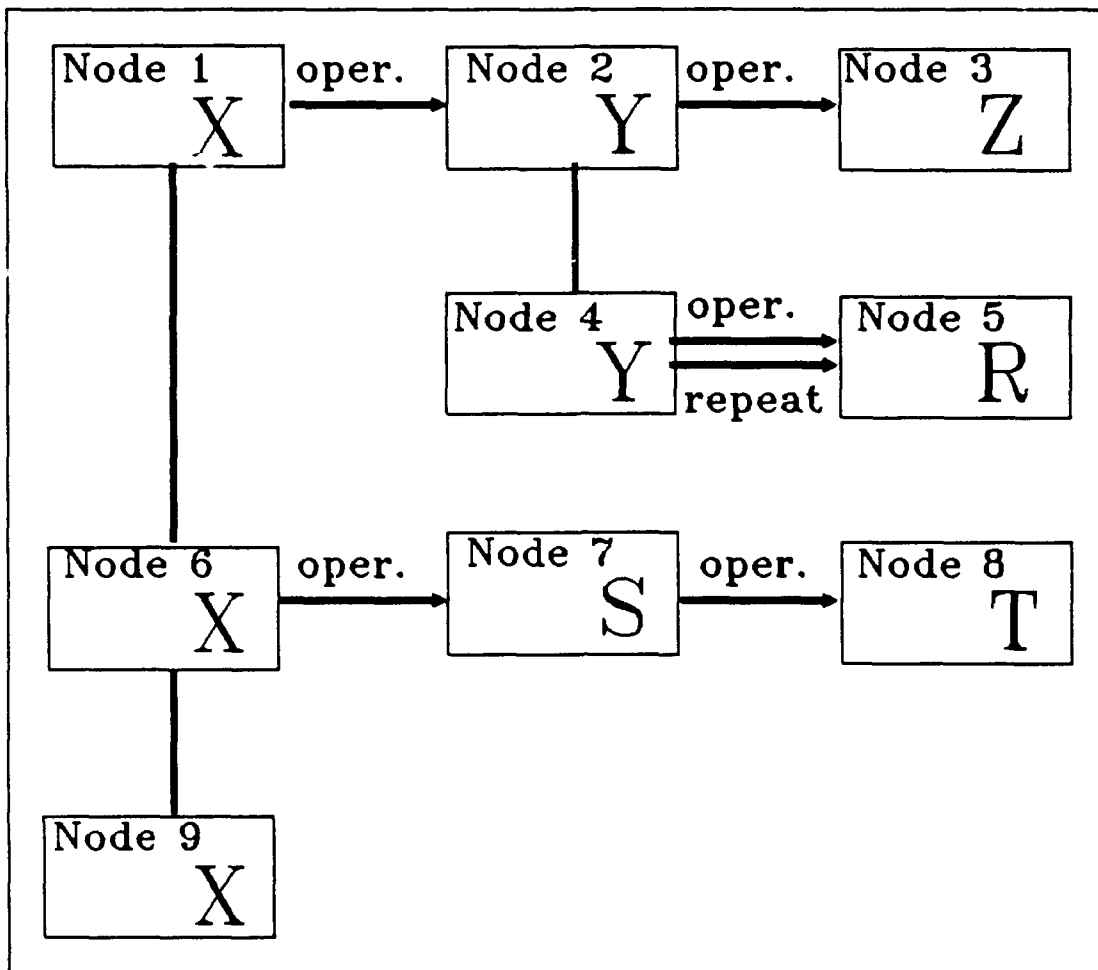 Node 1
X
oper.
Node 2
Y
oper.
Node 3
Z
Node 4
Y
oper.
repeat
Node 5
R
Node 6
X
oper.
Node 7
S
oper.
Node 8
T
Node 9
X